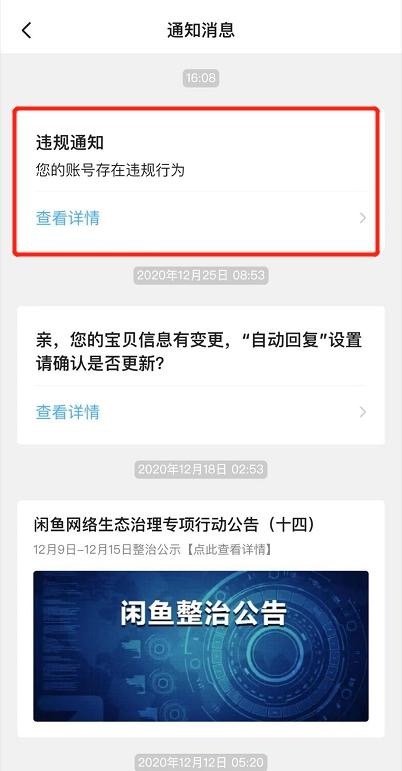 通知消息
16:08
违规通知
您的账号存在违规行为
查看详情
2020年12月25日 08:53
亲，您的宝贝信息有变更，“自动回复”设置
请确认是否更新？
查看详情
2020年12月18日 02:53
闲鱼网络生态治理专项行动公告（十四）
12月9日-12月15日整治公示【点此查看详情】
闲鱼整治公告
2020年12月12日 05:20